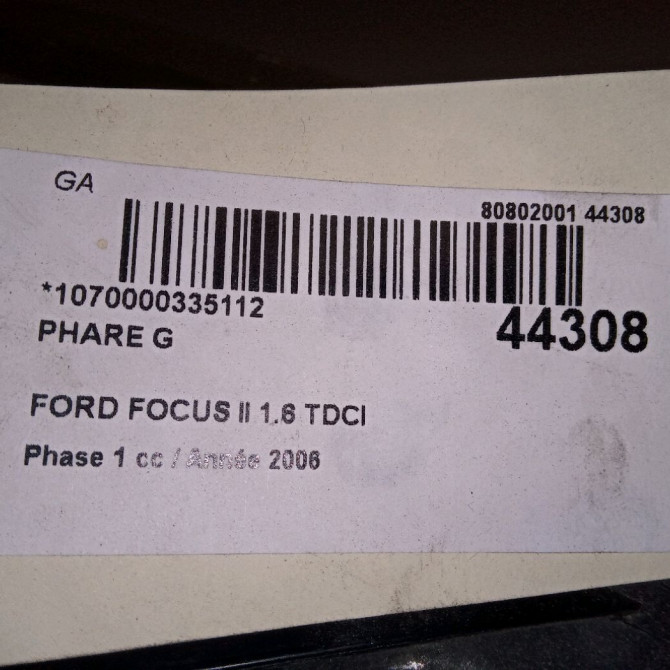 GA
80802001 44308
*1070000335112
44308
PHARE G
FORD FOCUS II 1.6 TDCI
Phase 1 cc / Année 2006